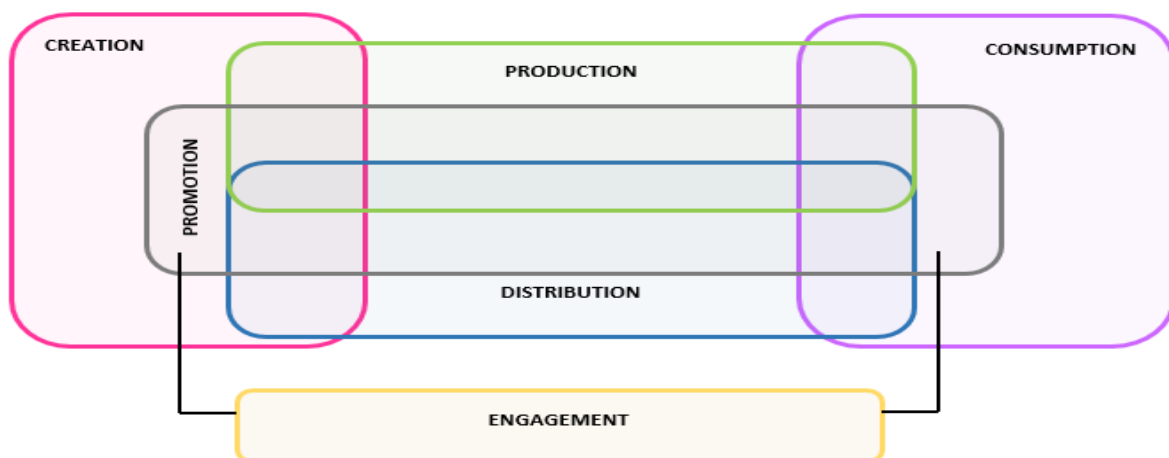 CREATION
CONSUMPTION
PRODUCTION
PROMOTION
DISTRIBUTION
ENGAGEMENT